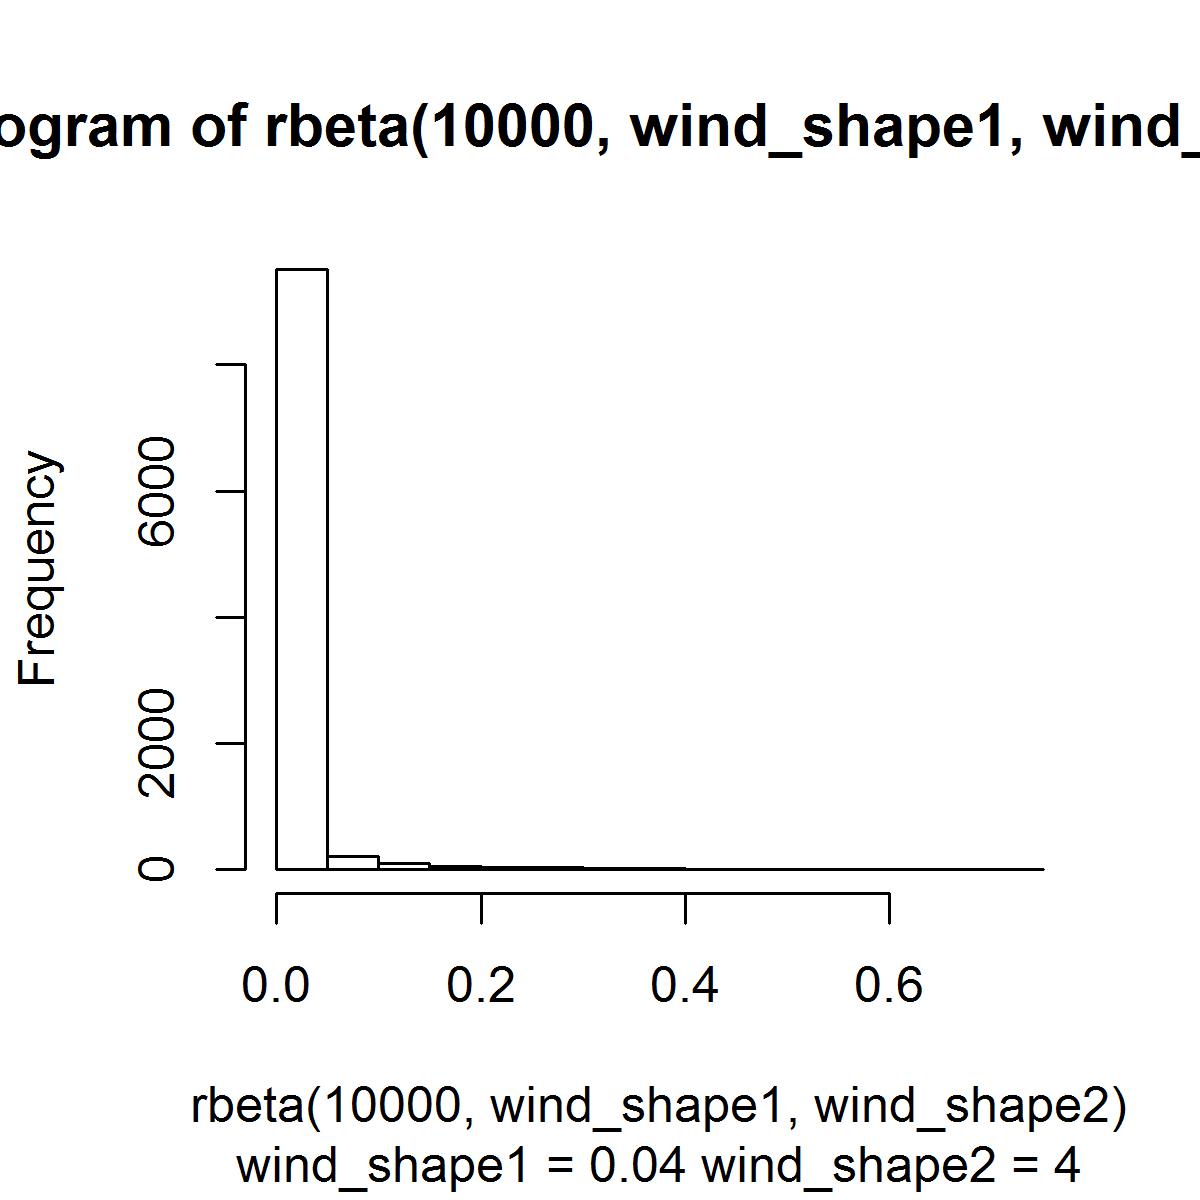 ogram of rbeta(10000, wind_shape1, wind_
Frequency
6000
2000
0
0.0 0.2 0.4 0.6
rbeta(10000, wind_shape1, wind_shape2)
wind_shape1 = 0.04 wind_shape2 = 4